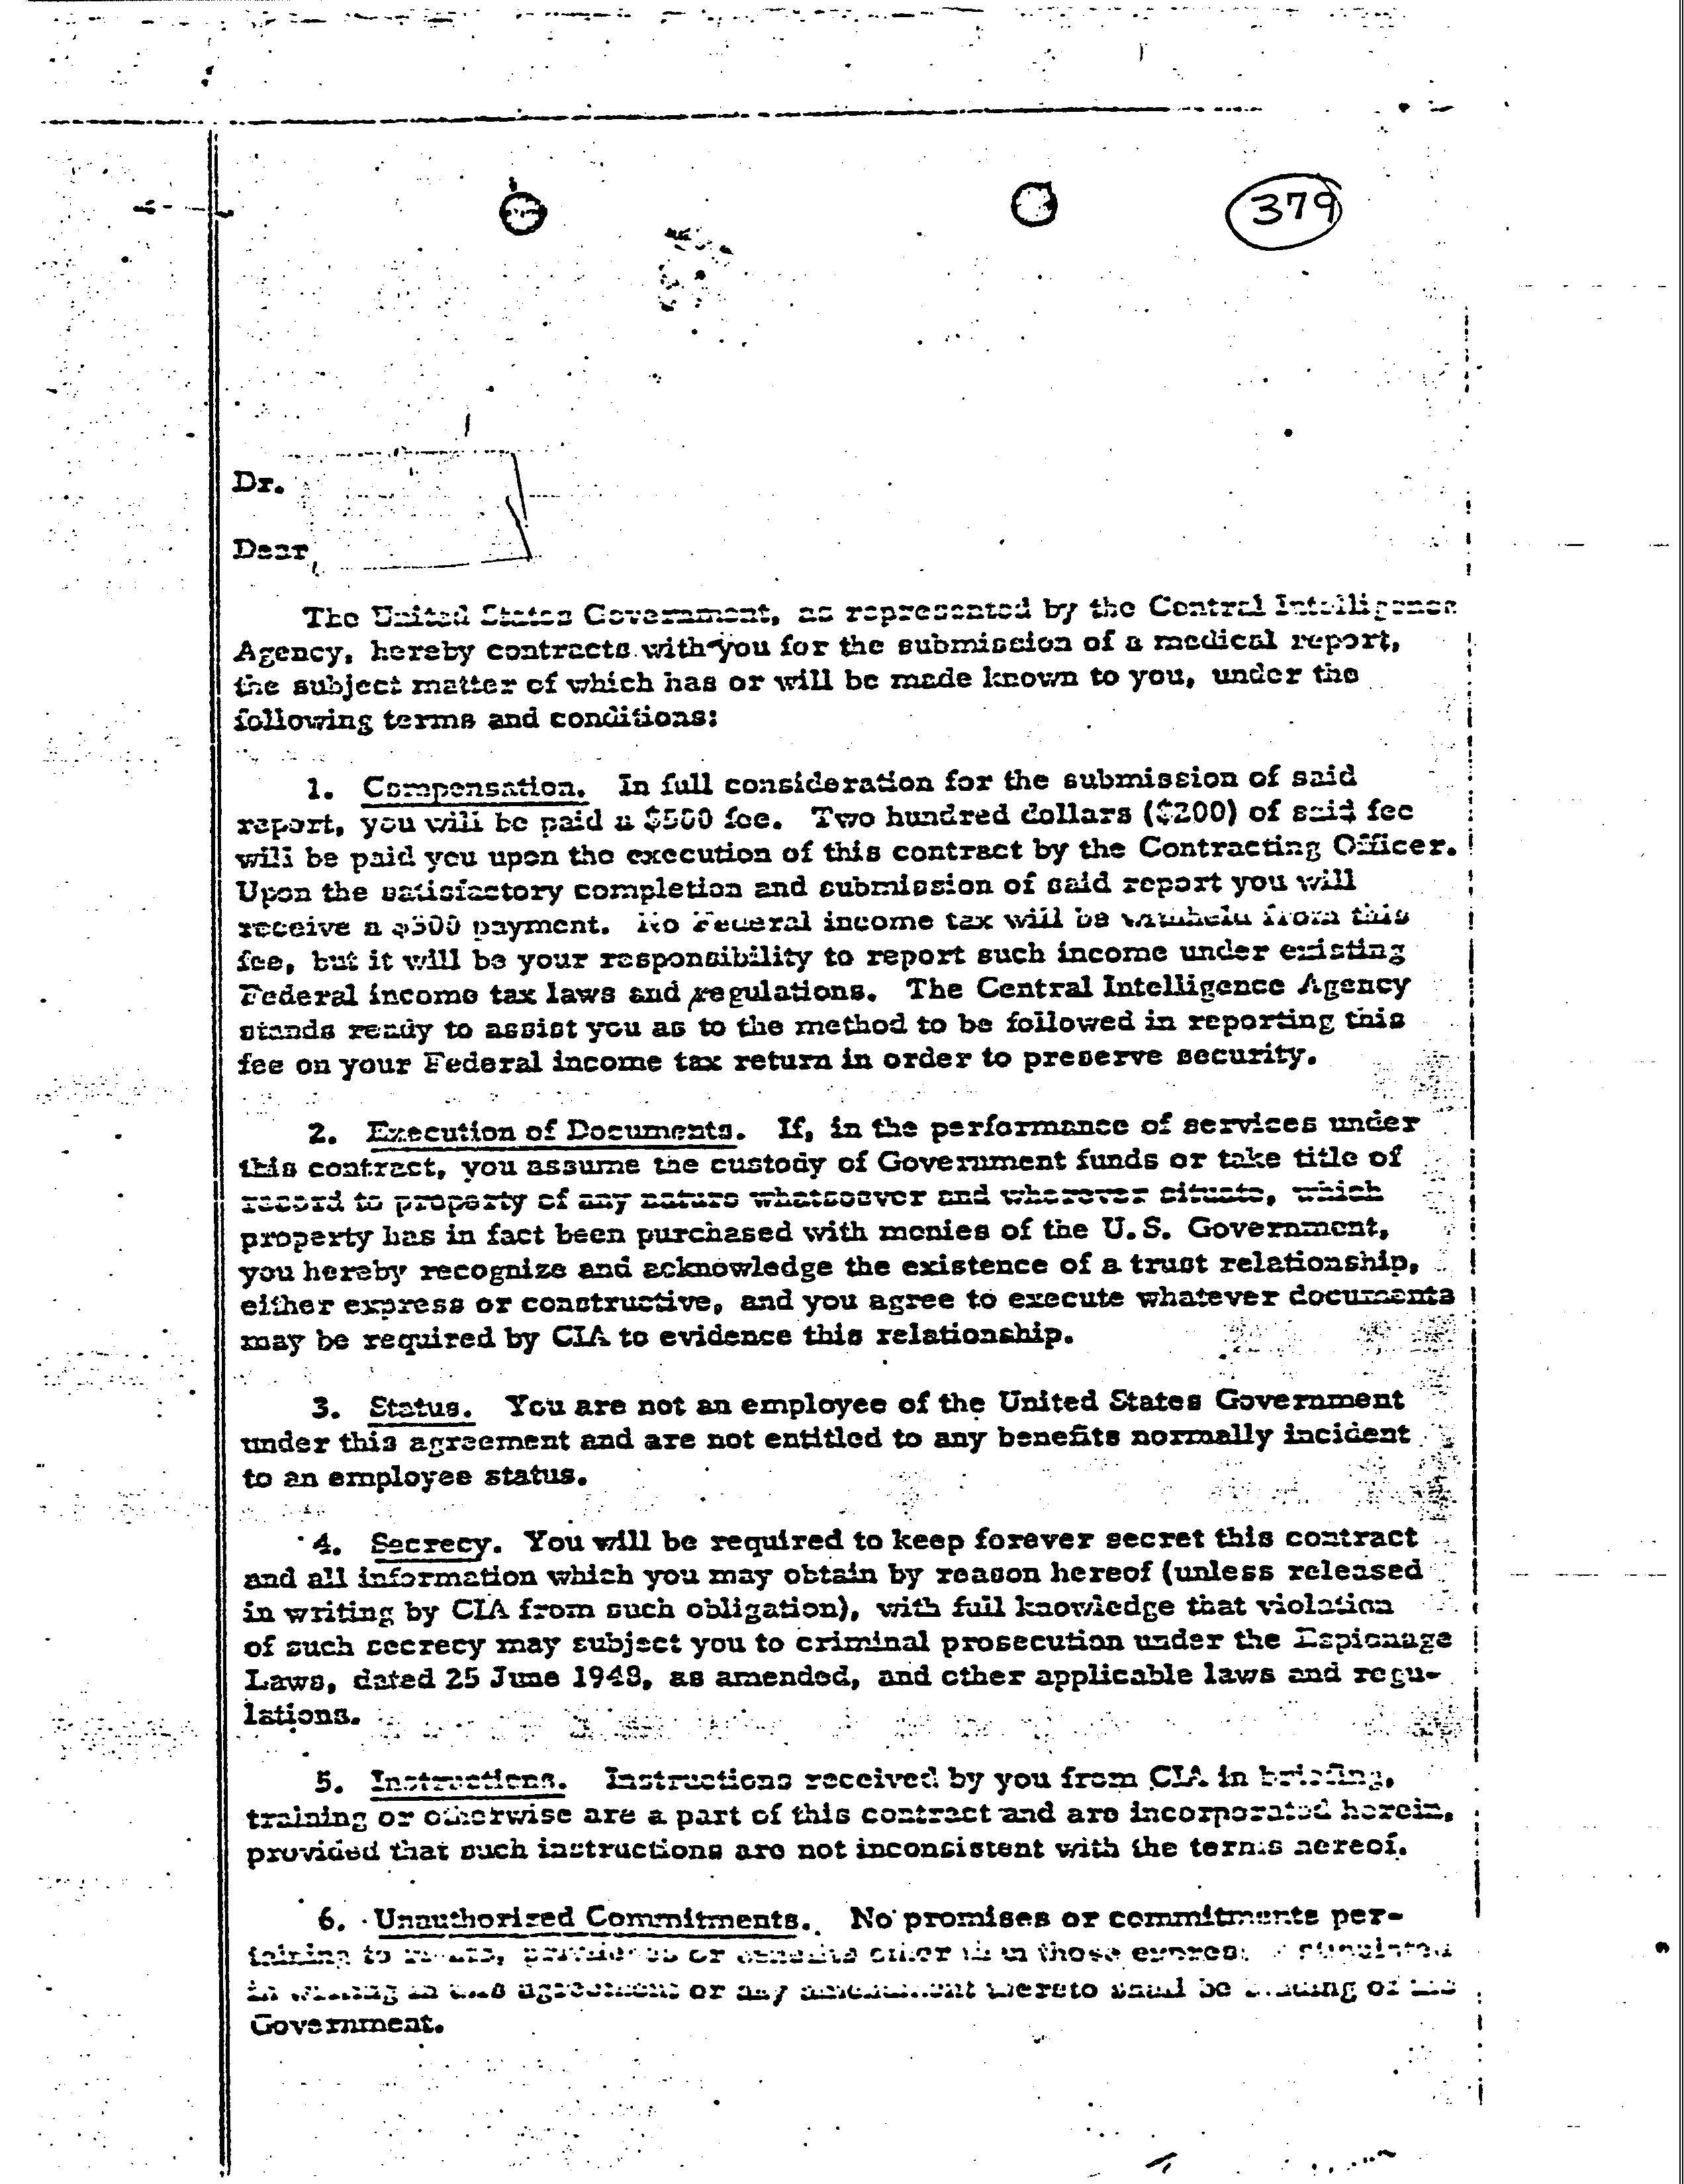 379
Dr.
Dear
The United States Government, as represented by the Central Intelligence
Agency, hereby contracts with you for the submission of a medical report,
the subject matter of which has or will be made known to you, under the
following terms and conditions:
1. Compensation. In full consideration for the submission of said
report, you will be paid a $500 fee. Two hundred dollars ($200) of said fee
will be paid you upon the execution of this contract by the Contracting Officer.
Upon the satisfactory completion and submission of said report you will
receive a $300 payment. No Federal income tax will be withheld from this
fee, but it will be your responsibility to report such income under existing
Federal income tax laws and regulations. The Central Intelligence Agency
stands ready to assist you as to the method to be followed in reporting this
fee on your Federal income tax return in order to preserve security.
2. Execution of Documents. If, in the performance of services under
this contract, you assume the custody of Government funds or take title of
record to property of any nature whatsoever and wherever situate, which
property has in fact been purchased with monies of the U.S. Government,
you hereby recognize and acknowledge the existence of a trust relationship,
either express or constructive, and you agree to execute whatever documents
may be required by CIA to evidence this relationship.
3. Status. You are not an employee of the United States Government
under this agreement and are not entitled to any benefits normally incident
to an employee status.
4. Secrecy. You will be required to keep forever secret this contract
and all information which you may obtain by reason hereof (unless released
in writing by CIA from such obligation), with full knowledge that violation
of such secrecy may subject you to criminal prosecution under the Espionage
Laws, dated 25 June 1948, as amended, and other applicable laws and regu-
lations.
5. Instructions. Instructions received by you from CIA in briefing,
training or otherwise are a part of this contract and are incorporated herein,
provided that such instructions are not inconsistent with the terms hereof.
6. Unauthorized Commitments. No promises or commitments per-
taining to rights, privileges or benefits other than those expressly stipulated
in writing in this agreement or any amendment thereto shall be binding on the
Government.